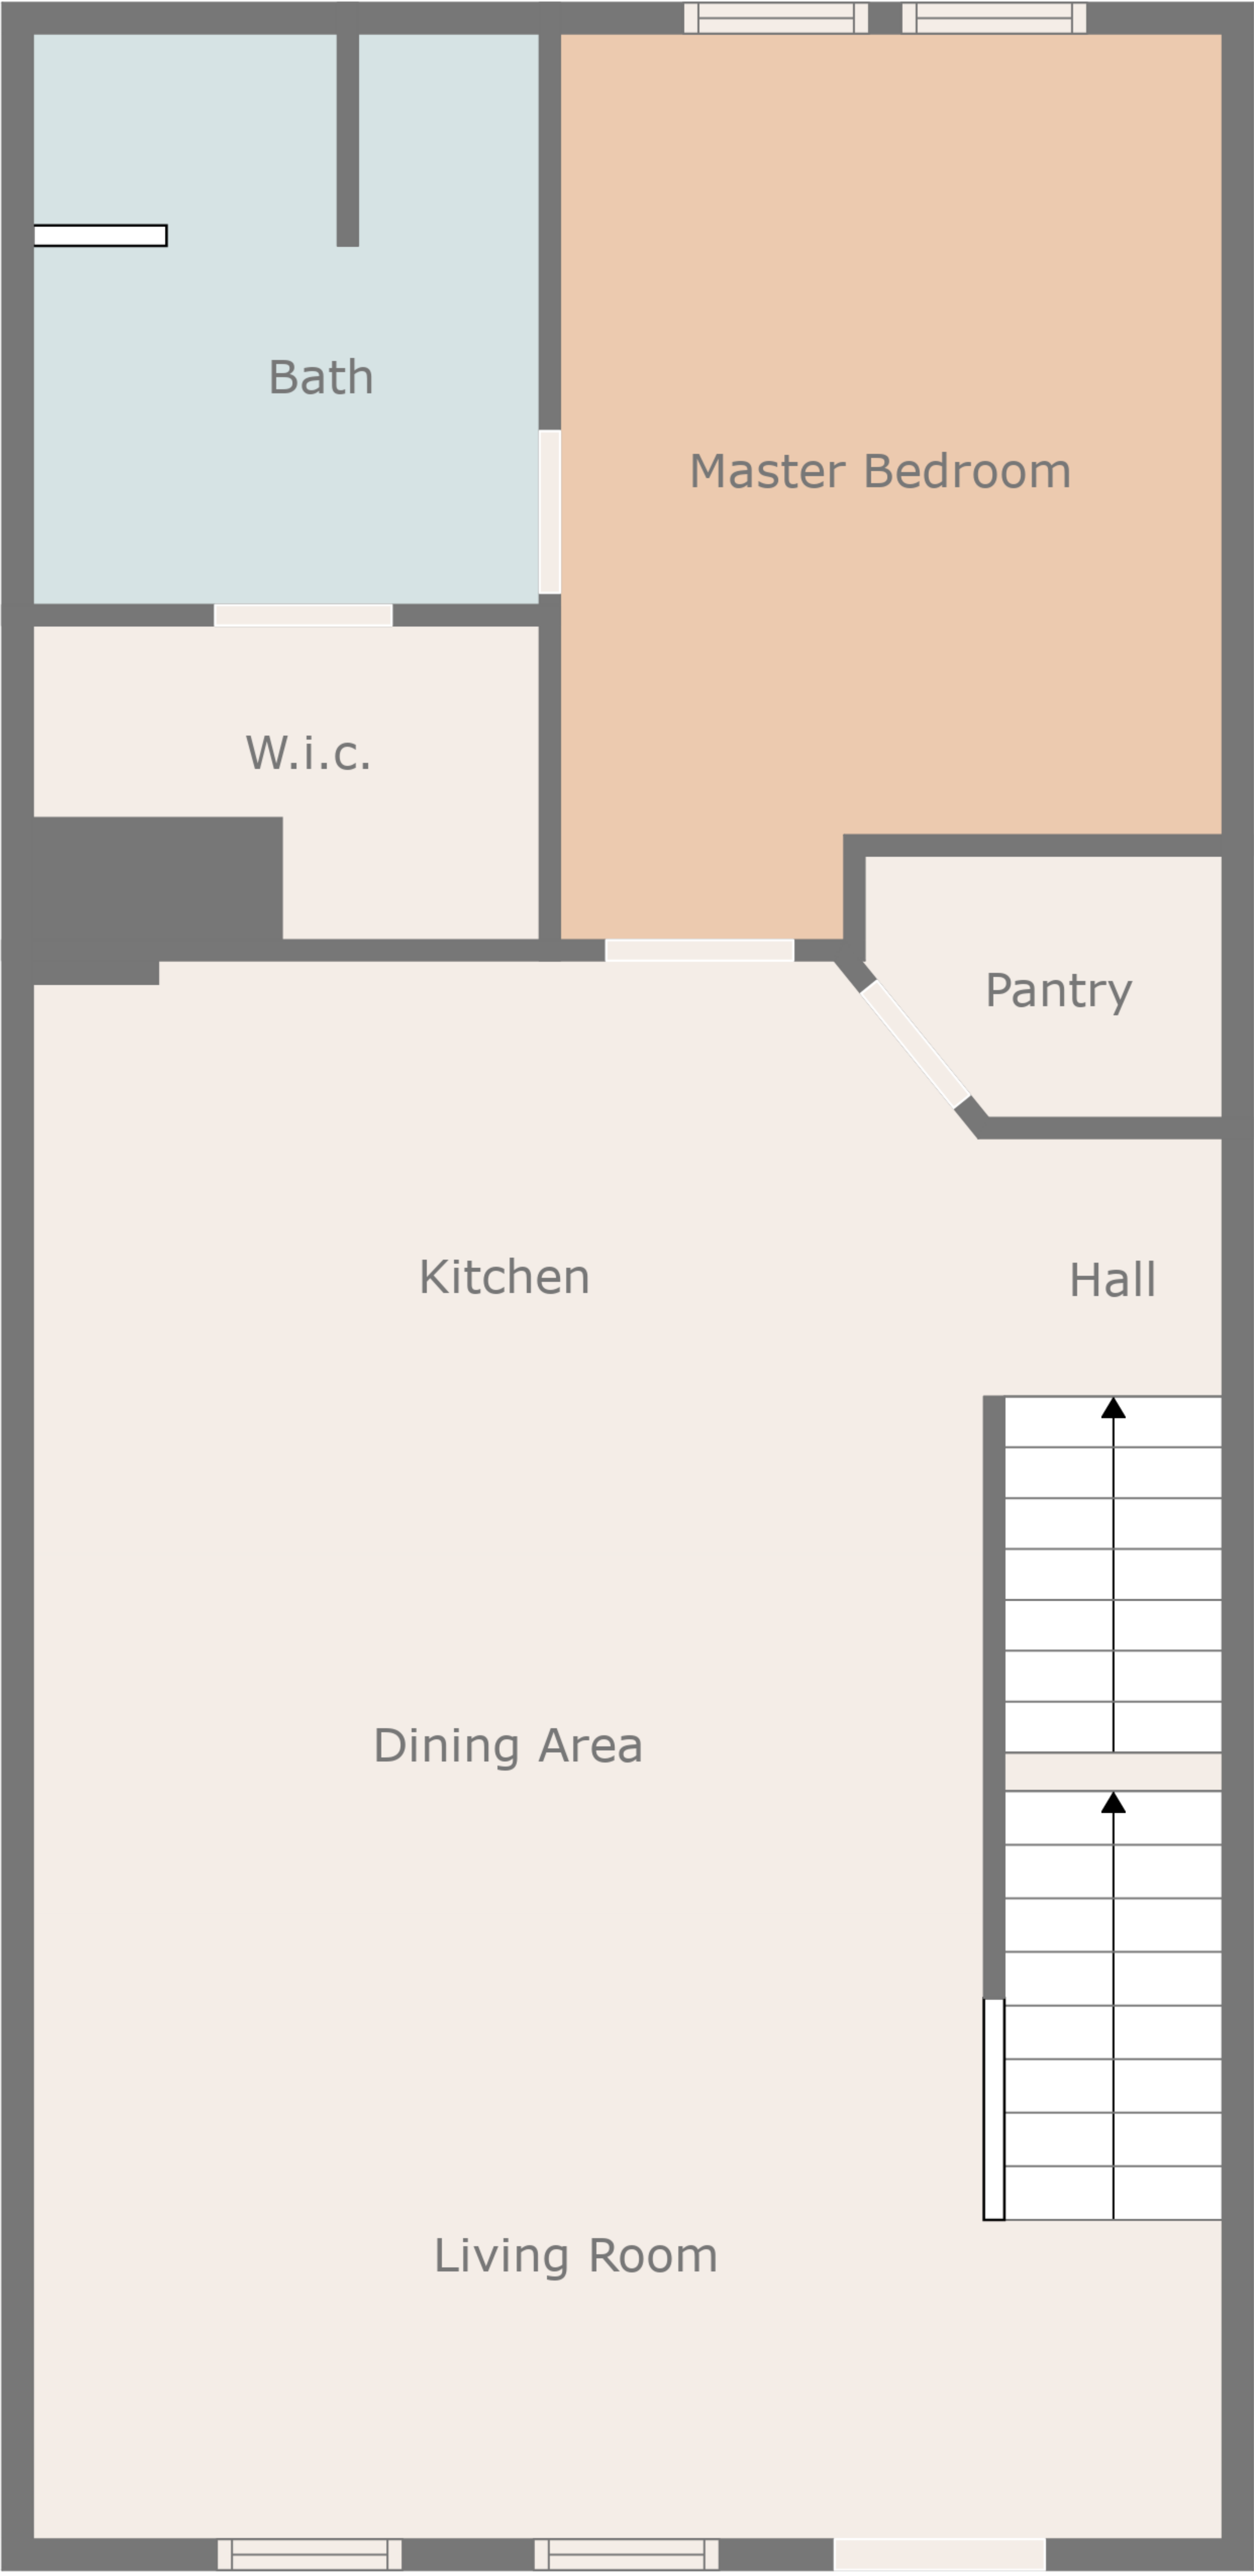 Bath
Master Bedroom
W.i.c.
Pantry
Kitchen
Hall
Dining Area
Living Room